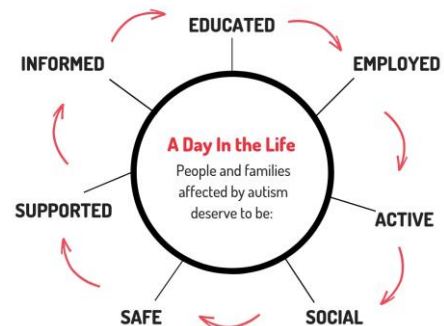 A Day In the Life
People and families
affected by autism
deserve to be:
EDUCATED
EMPLOYED
ACTIVE
SOCIAL
SAFE
SUPPORTED
INFORMED